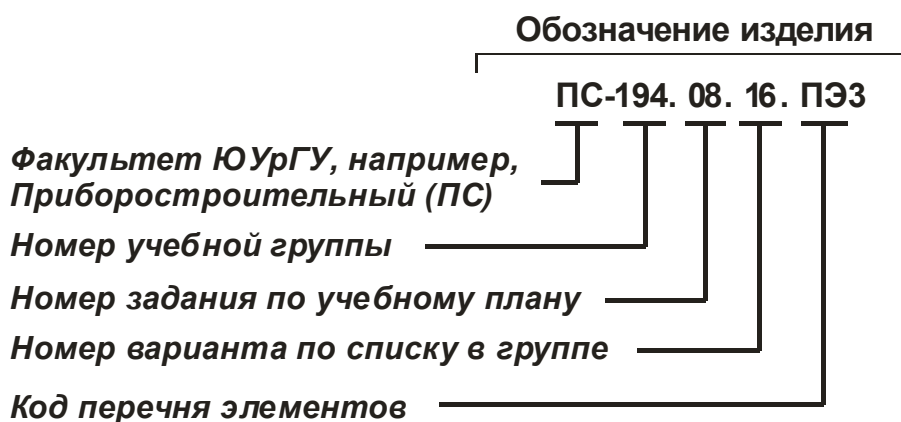 Обозначение изделия
ПС-194. 08. 16. ПЭ3
Факультет ЮУрГУ, например,
Приборостроительный (ПС)
Номер учебной группы
Номер задания по учебному плану
Номер варианта по списку в группе
Код перечня элементов